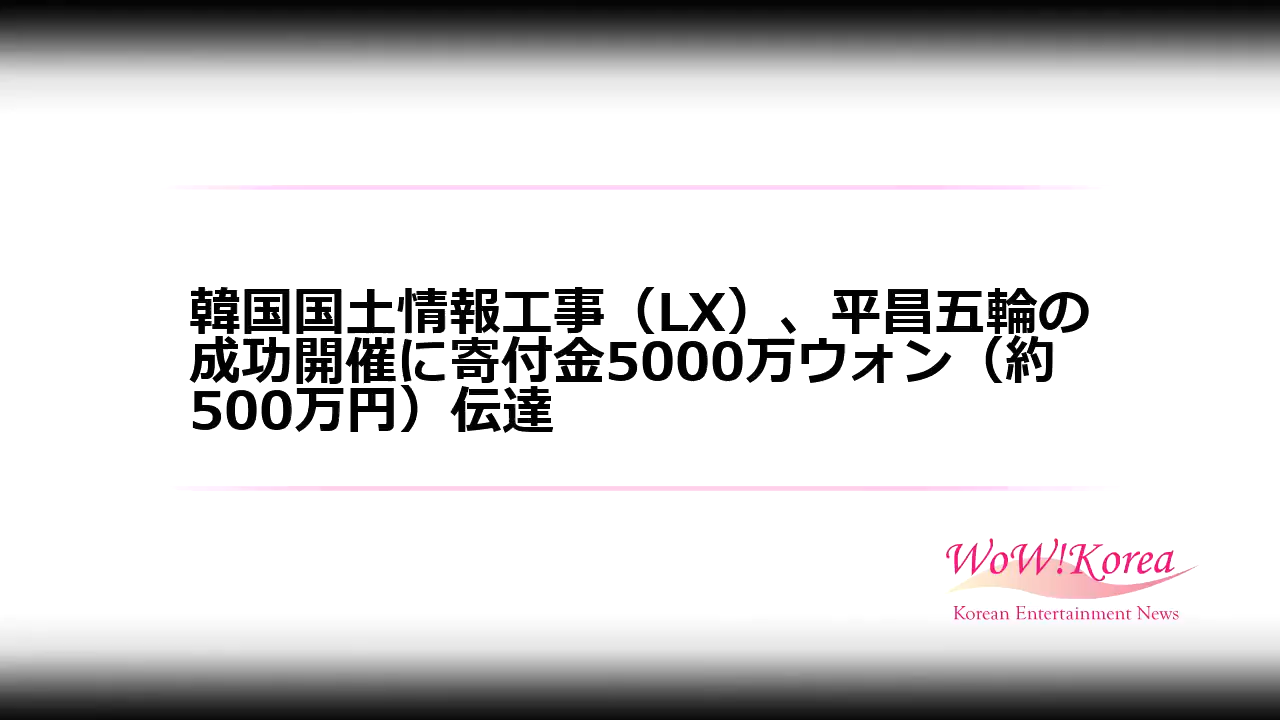 韓国国土情報工事（LX）、平昌五輪の
成功開催に寄付金5000万ウォン（約
500万円）伝達
WoW!Korea
Korean Entertainment News